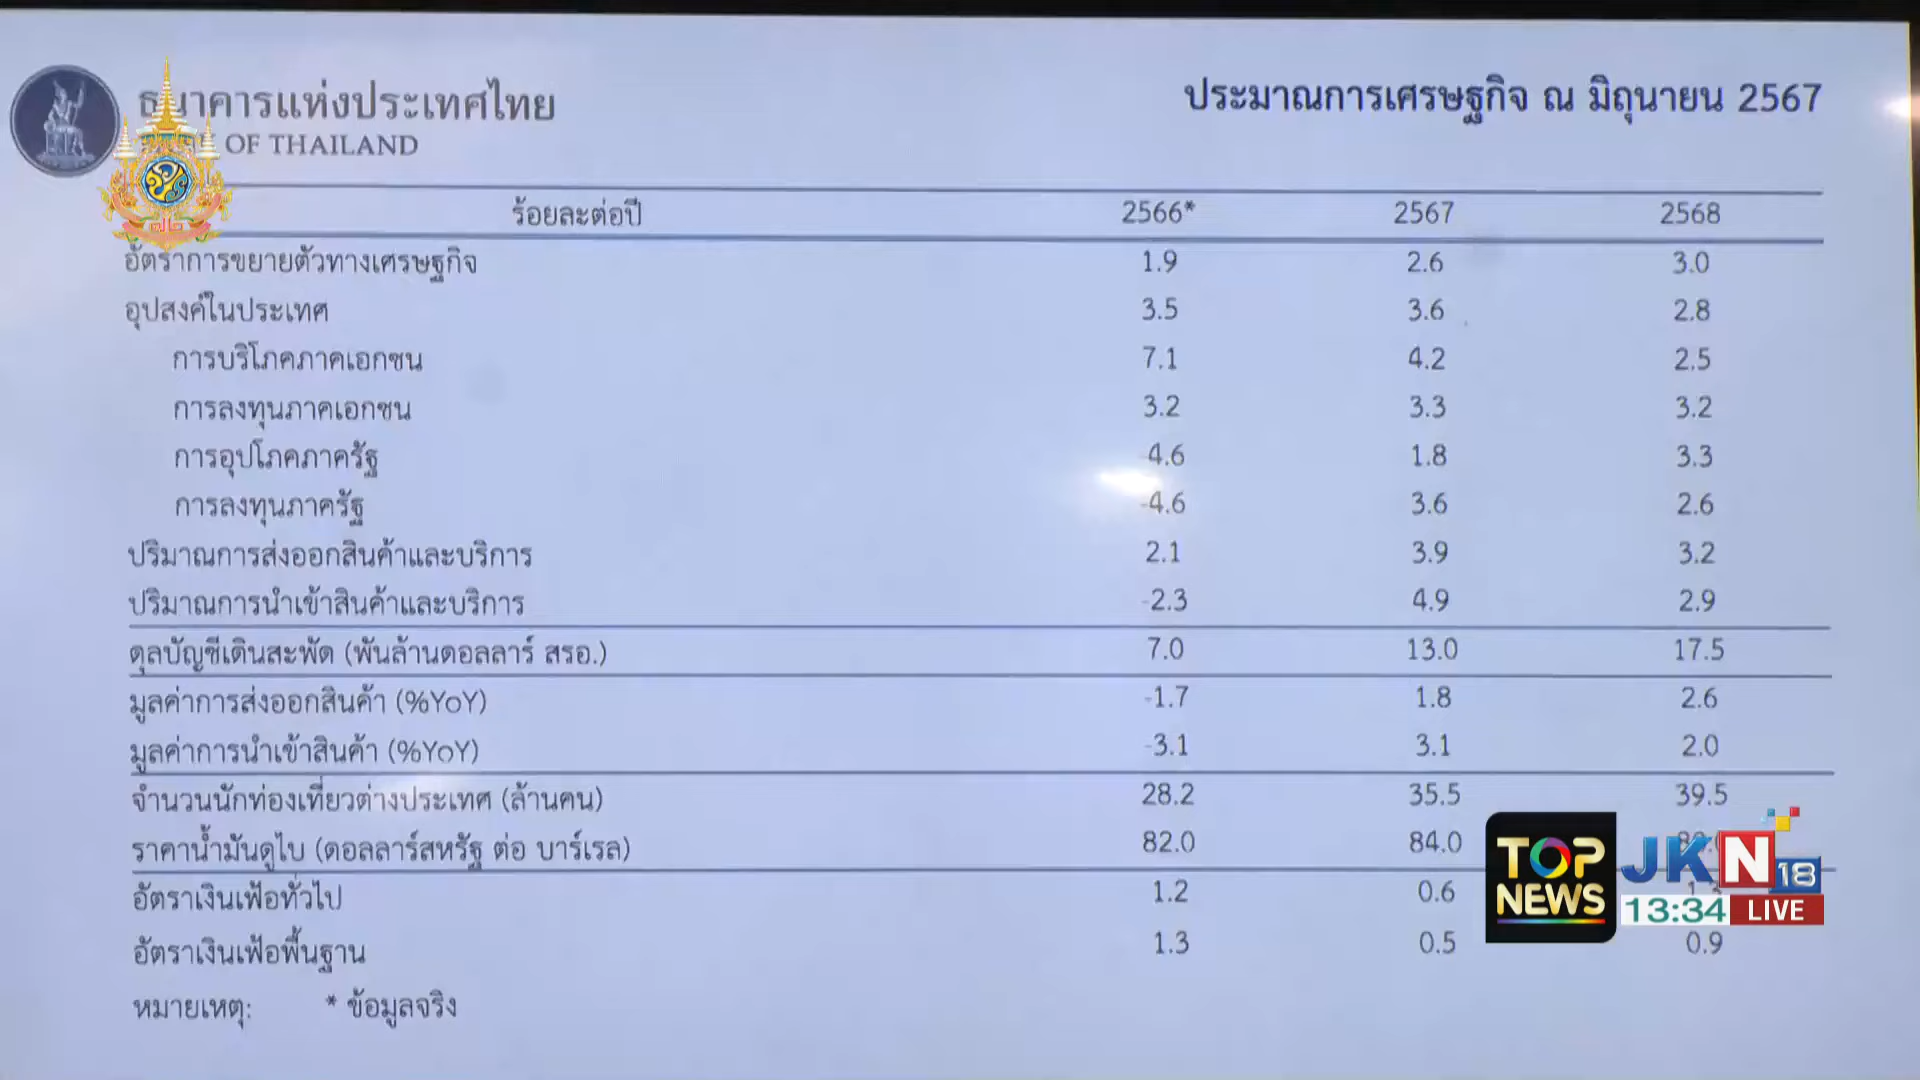 ธนาคารแห่งประเทศไทย
OF THAILAND
ประมาณการเศรษฐกิจ ณ มิถุนายน 2567
ร้อยละต่อปี 2566* 2567 2568
อัตราการขยายตัวทางเศรษฐกิจ 1.9 2.6 3.0
อุปสงค์ในประเทศ 3.5 3.6 2.8
การบริโภคภาคเอกชน 7.1 4.2 2.5
การลงทุนภาคเอกชน 3.2 3.3 3.2
การอุปโภคภาครัฐ -4.6 1.8 3.3
การลงทุนภาครัฐ -4.6 3.6 2.6
ปริมาณการส่งออกสินค้าและบริการ 2.1 3.9 3.2
ปริมาณการนำเข้าสินค้าและบริการ -2.3 4.9 2.9
ดุลบัญชีเดินสะพัด (พันล้านดอลลาร์ สรอ.) 7.0 13.0 17.5
มูลค่าการส่งออกสินค้า (%YoY) -1.7 1.8 2.6
มูลค่าการนำเข้าสินค้า (%YoY) -3.1 3.1 2.0
จำนวนนักท่องเที่ยวต่างประเทศ (ล้านคน) 28.2 35.5 39.5
ราคาน้ำมันดูไบ (ดอลลาร์สหรัฐ ต่อ บาร์เรล) 82.0 84.0
อัตราเงินเฟ้อทั่วไป 1.2 0.6
อัตราเงินเฟ้อพื้นฐาน 1.3 0.5 0.9
หมายเหตุ: * ข้อมูลจริง
TOP NEWS
JKN 18
13:34 LIVE